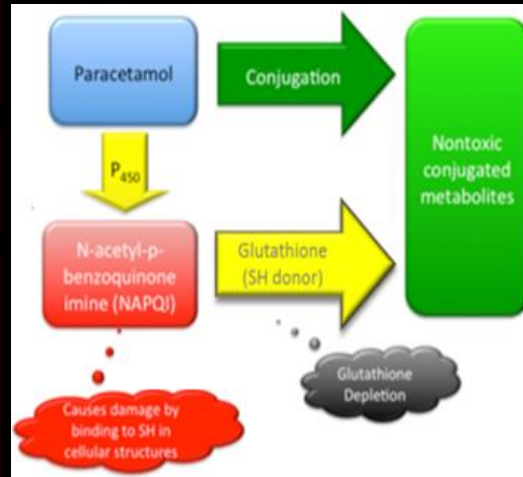 Paracetamol
Conjugation
Nontoxic
conjugated
metabolites
P450
N-acetyl-p-
benzoquinone
imine (NAPQI)
Glutathione
(SH donor)
Glutathione
Depletion
Causes damage by
binding to SH in
cellular structures